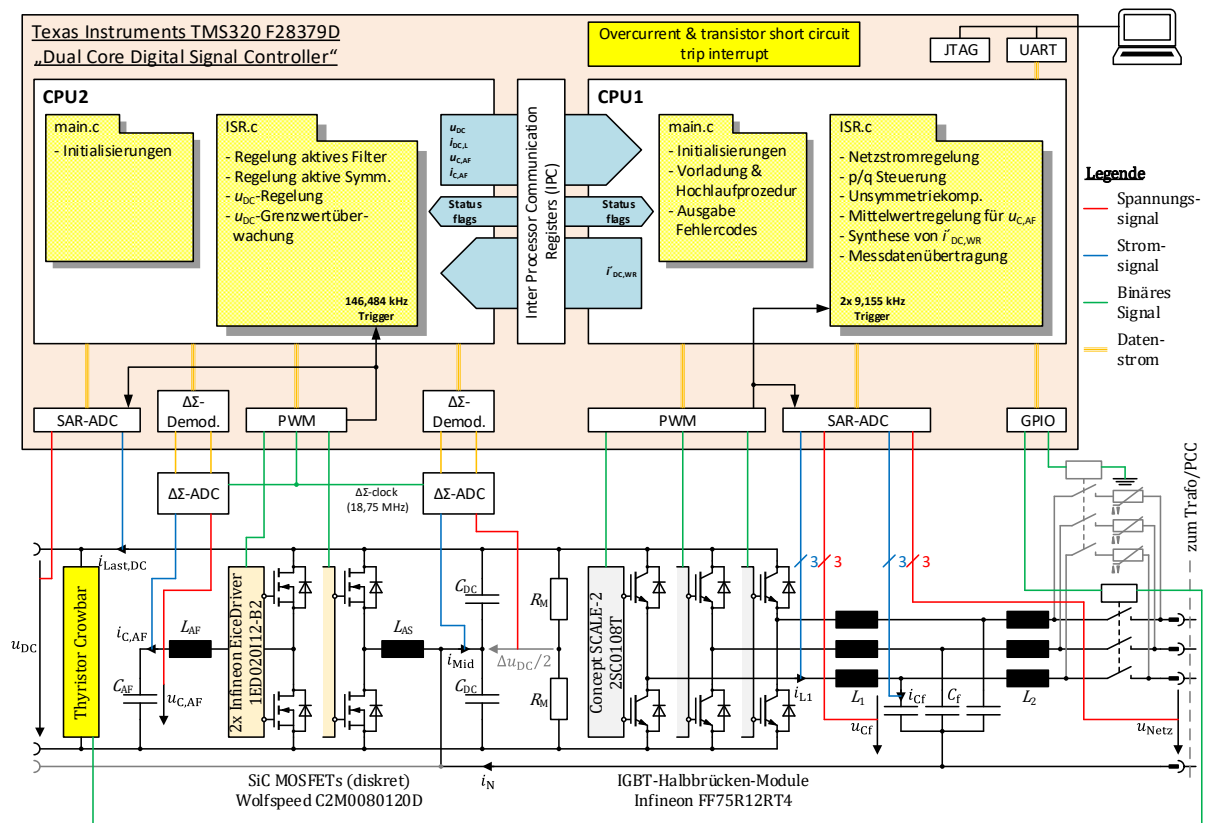 Texas Instruments TMS320 F28379D
„Dual Core Digital Signal Controller“
Overcurrent & transistor short circuit
trip interrupt
JTAG
UART
CPU2
main.c
- Initialisierungen
ISR.c
- Regelung aktives Filter
- Regelung aktive Symm.
- uDC-Regelung
- uDC-Grenzwertüber-
wachung
146,484 kHz
Trigger
uDC
iDC,L
uC,AF
iC,AF
Status
flags
Inter Processor Communication
Registers (IPC)
Status
flags
i´DC,WR
CPU1
main.c
- Initialisierungen
- Vorladung &
Hochlaufprozedur
- Ausgabe
Fehlercodes
ISR.c
- Netzstromregelung
- p/q Steuerung
- Unsymmetriekomp.
- Mittelwertregelung für uC,AF
- Synthese von i´DC,WR
- Messdatenübertragung
2x 9,155 kHz
Trigger
Legende
Spannungs-
signal
Strom-
signal
Binäres
Signal
Daten-
strom
SAR-ADC
ΔΣ-
Demod.
PWM
ΔΣ-
Demod.
PWM
SAR-ADC
GPIO
ΔΣ-ADC
ΔΣ-clock
(18,75 MHz)
ΔΣ-ADC
zum Trafo/PCC
iLast,DC
3
3
3
3
uDC
Thyristor Crowbar
iC,AF
LAF
CAF
uC,AF
2x Infineon EiceDriver
1ED020I12-B2
LAS
CDC
iMid
CDC
ΔuDC/2
RM
RM
Concept SCALE-2
2SC0108T
iL1
L1
iCf
Cf
L2
uCf
uNetz
iN
SiC MOSFETs (diskret)
Wolfspeed C2M0080120D
IGBT-Halbbrücken-Module
Infineon FF75R12RT4